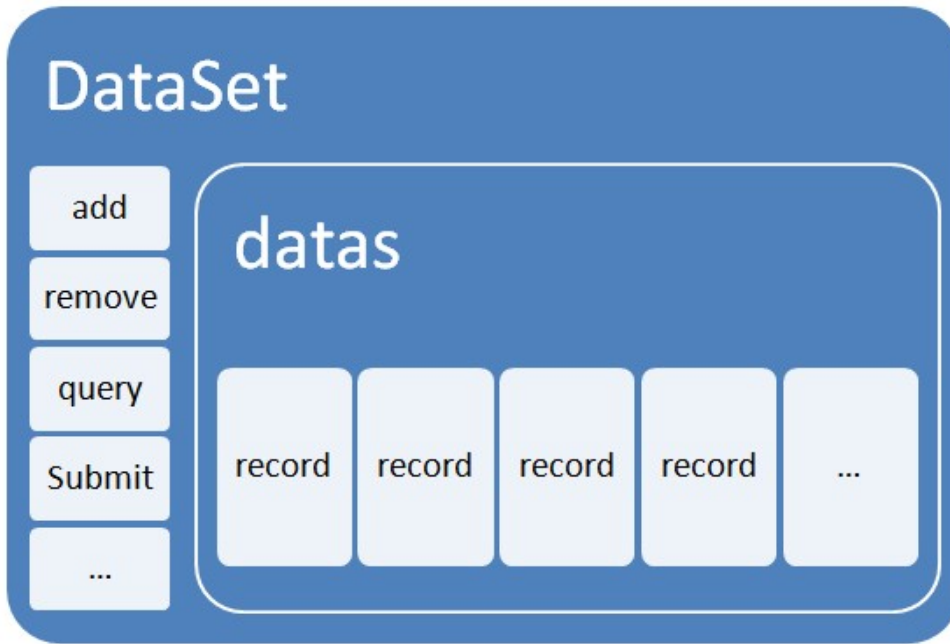 DataSet
add
remove
query
Submit
...
datas
record
record
record
record
...